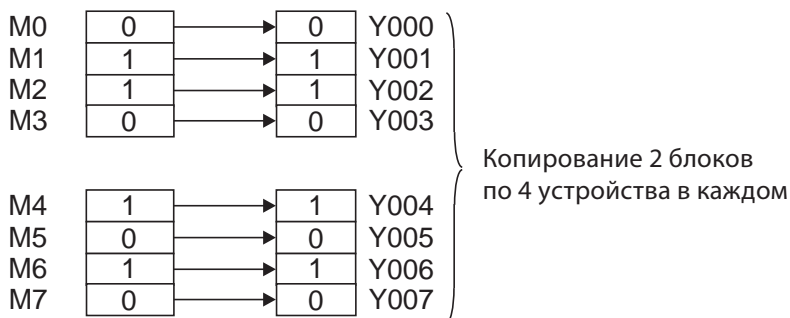 M0 0 0 Y000
M1 1 1 Y001
M2 1 1 Y002
M3 0 0 Y003
Копирование 2 блоков
по 4 устройства в каждом
M4 1 1 Y004
M5 0 0 Y005
M6 1 1 Y006
M7 0 0 Y007